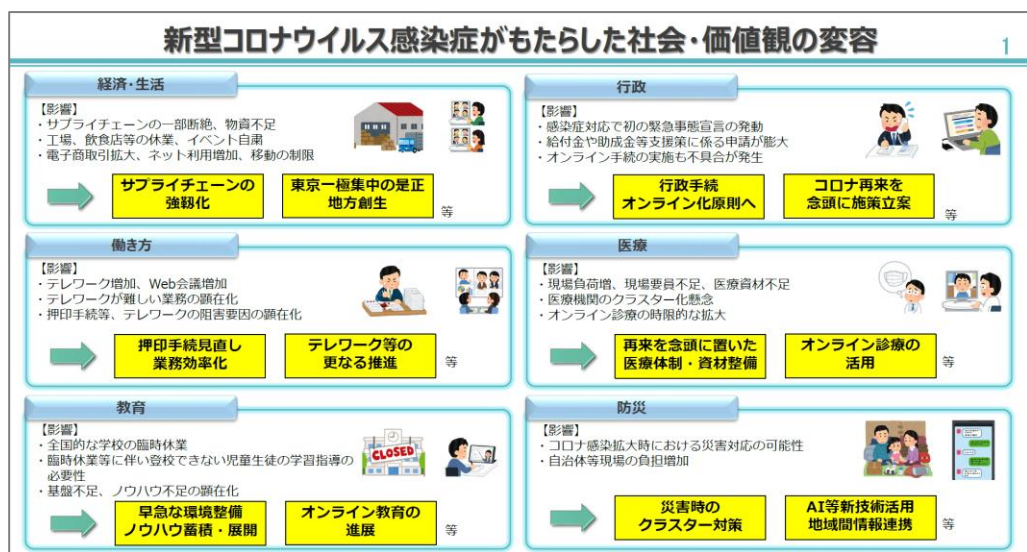 新型コロナウイルス感染症がもたらした社会・価値観の変容
1
経済・生活
【影響】
・サプライチェーンの一部断絶、物資不足
・工場、飲食店等の休業、イベント自粛
・電子商取引拡大、ネット利用増加、移動の制限
サプライチェーンの
強靱化
東京一極集中の是正
地方創生
等
行政
【影響】
・感染症対応で初の緊急事態宣言の発動
・給付金や助成金等支援策に係る申請が膨大
・オンライン手続の実施も不具合が発生
行政手続
オンライン化原則へ
コロナ再来を
念頭に施策立案
等
働き方
【影響】
・テレワーク増加、Web会議増加
・テレワークが難しい業務の顕在化
・押印手続等、テレワークの阻害要因の顕在化
押印手続見直し
業務効率化
テレワーク等の
更なる推進
等
医療
【影響】
・現場負荷増、現場要員不足、医療資材不足
・医療機関のクラスター化懸念
・オンライン診療の時限的な拡大
再来を念頭に置いた
医療体制・資材整備
オンライン診療の
活用
等
教育
【影響】
・全国的な学校の臨時休業
・臨時休業等に伴い登校できない児童生徒の学習指導の
必要性
・基盤不足、ノウハウ不足の顕在化
CLOSED
早急な環境整備
ノウハウ蓄積・展開
オンライン教育の
進展
等
防災
【影響】
・コロナ感染拡大時における災害対応の可能性
・自治体等現場の負担増加
災害時の
クラスター対策
AI等新技術活用
地域間情報連携
等